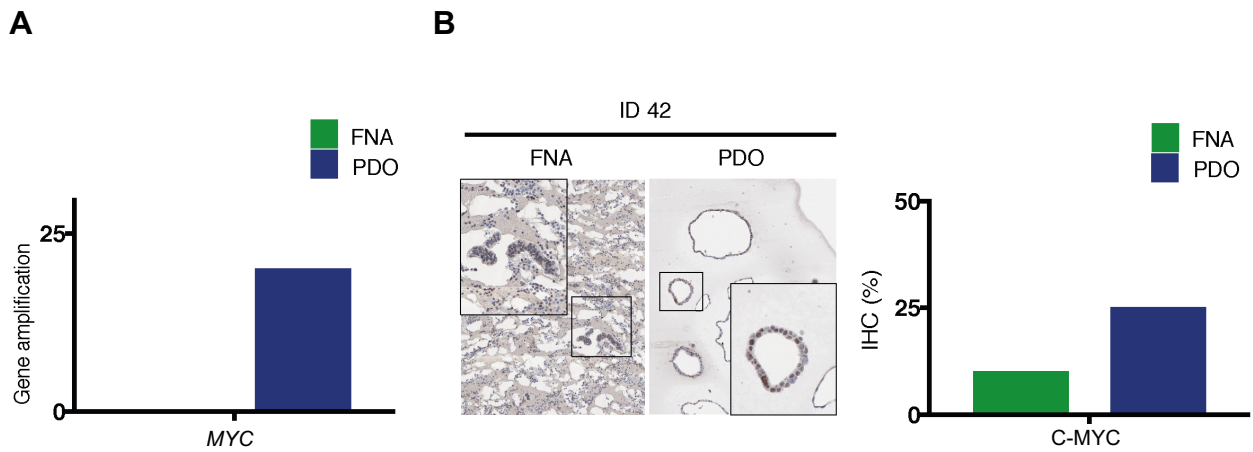 A
B
ID 42
FNA
PDO
FNA
PDO
FNA
PDO
Gene amplification
25
0
MYC
IHC (%)
50
25
0
C-MYC